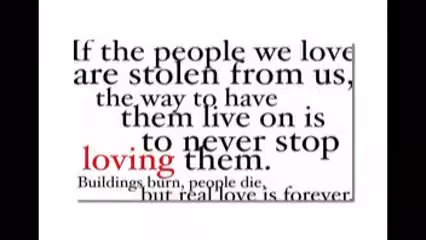 If the people we love
are stolen from us,
the way to have
them live on is
to never stop
loving them.
Buildings burn, people die,
but real love is forever.